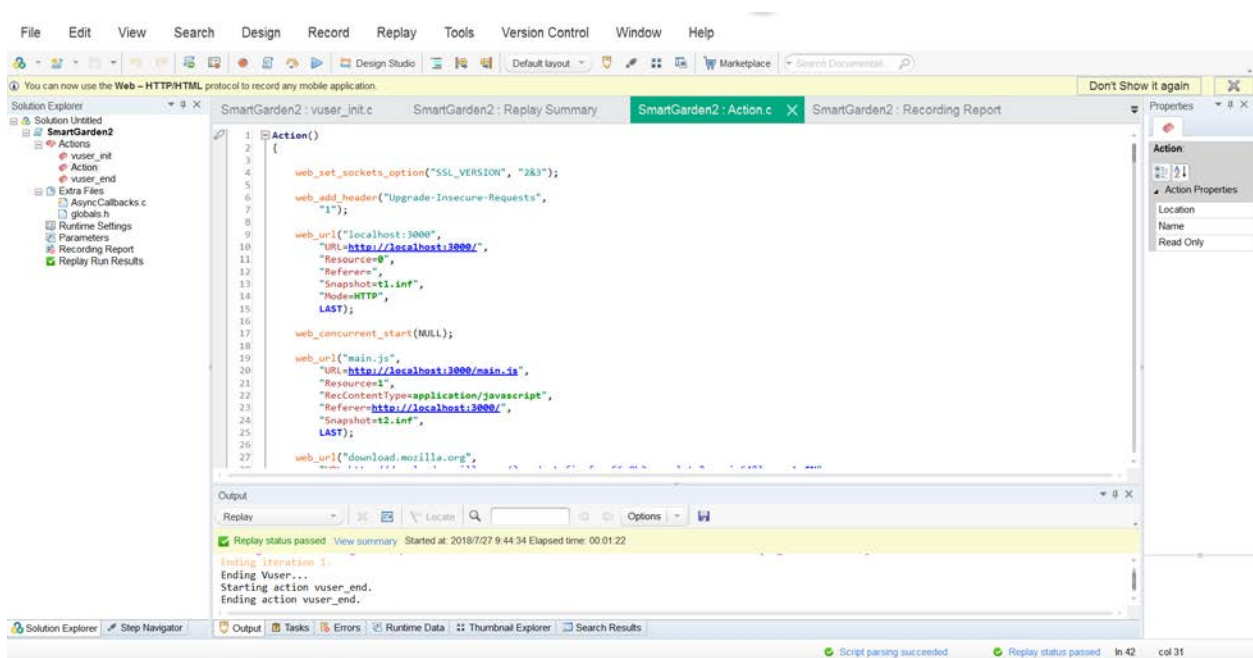 File Edit View Search Design Record Replay Tools Version Control Window Help
Design Studio Default layout Marketplace Search Documentati
You can now use the Web – HTTP/HTML protocol to record any mobile application. Don't Show it again
Solution Explorer
Solution Untitled
SmartGarden2
Actions
vuser_init
Action
vuser_end
Extra Files
AsyncCallbacks.c
globals.h
Runtime Settings
Parameters
Recording Report
Replay Run Results
SmartGarden2 : vuser_init.c SmartGarden2 : Replay Summary SmartGarden2 : Action.c X SmartGarden2 : Recording Report
1 Action()
2 {
3
4 web_set_sockets_option("SSL_VERSION", "2&3");
5
6 web_add_header("Upgrade-Insecure-Requests",
7 "1");
8
9 web_url("localhost:3000",
10 "URL=http://localhost:3000/",
11 "Resource=0",
12 "Referer=",
13 "Snapshot=t1.inf",
14 "Mode=HTTP",
15 LAST);
16
17 web_concurrent_start(NULL);
18
19 web_url("main.js",
20 "URL=http://localhost:3000/main.js",
21 "Resource=1",
22 "RecContentType=application/javascript",
23 "Referer=http://localhost:3000/",
24 "Snapshot=t2.inf",
25 LAST);
26
27 web_url("download.mozilla.org",
Properties
Action:
Action Properties
Location
Name
Read Only
Output
Replay Locate Options
Replay status passed View summary Started at: 2018/7/27 9:44:34 Elapsed time: 00:01:22
Ending iteration 1.
Ending Vuser...
Starting action vuser_end.
Ending action vuser_end.
Solution Explorer Step Navigator Output Tasks Errors Runtime Data Thumbnail Explorer Search Results
Script parsing succeeded Replay status passed ln 42 col 31